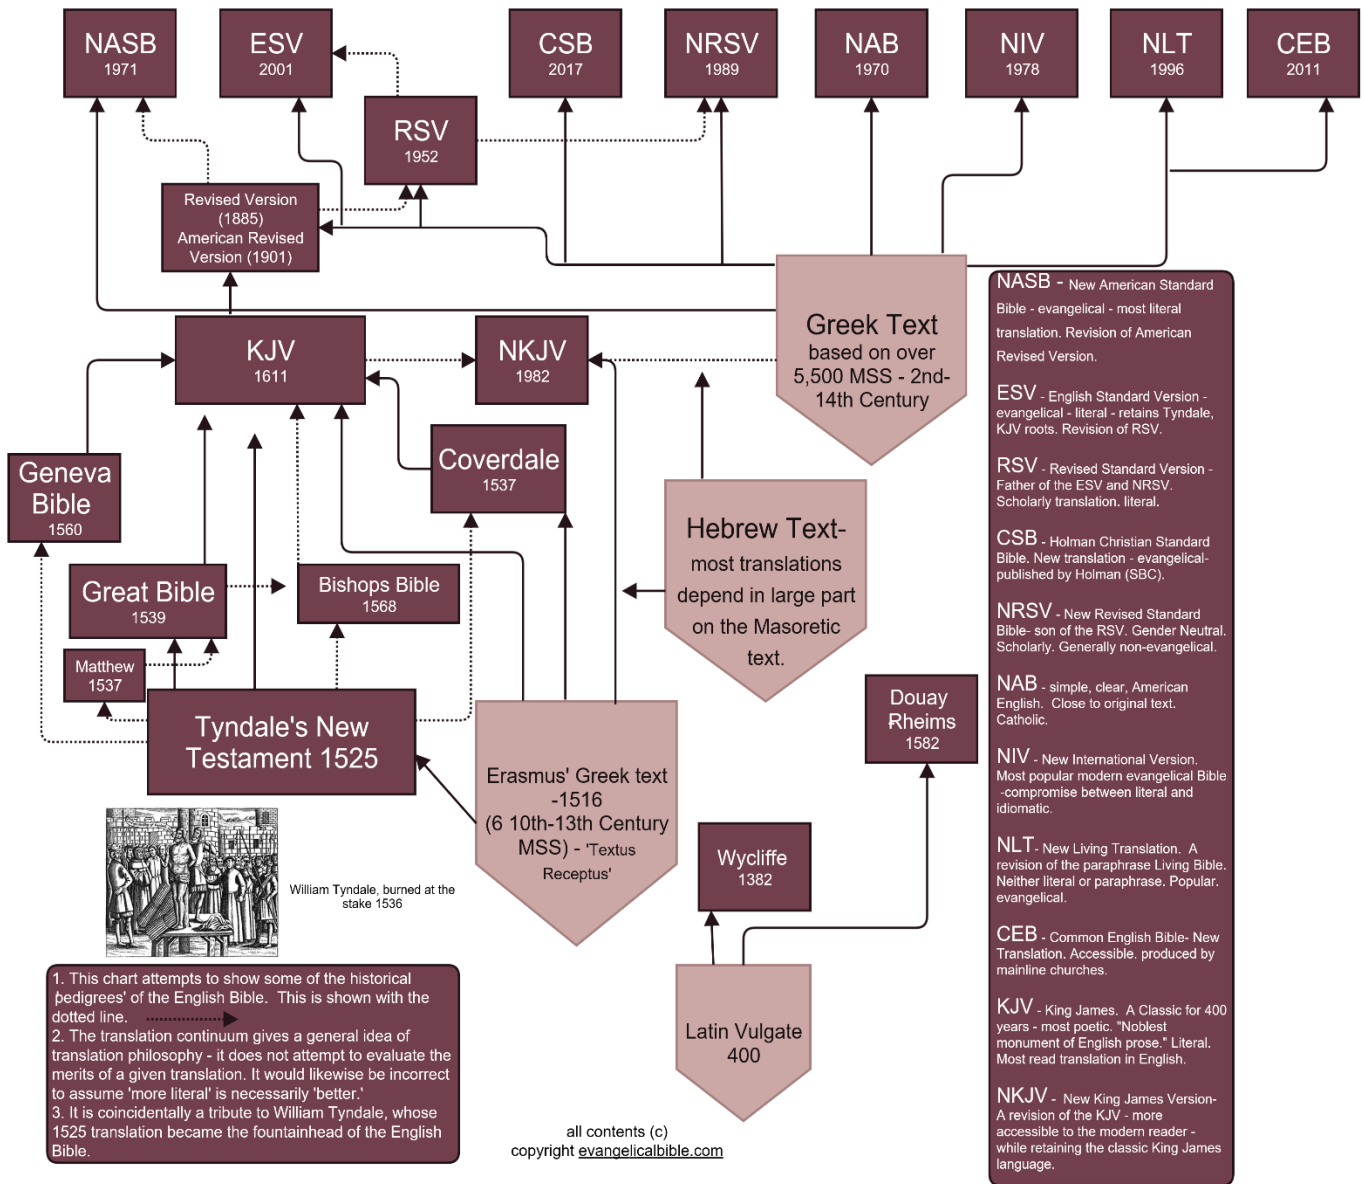 NASB
1971
ESV
2001
CSB
2017
NRSV
1989
NAB
1970
NIV
1978
NLT
1996
CEB
2011
RSV
1952
Revised Version
(1885)
American Revised
Version (1901)
KJV
1611
NKJV
1982
Greek Text
based on over
5,500 MSS - 2nd-
14th Century
Geneva
Bible
1560
Coverdale
1537
Great Bible
1539
Bishops Bible
1568
Matthew
1537
Hebrew Text-
most translations
depend in large part
on the Masoretic
text.
Tyndale's New
Testament 1525
Erasmus' Greek text
-1516
(6 10th-13th Century
MSS) - 'Textus
Receptus'
Douay
Rheims
1582
Wycliffe
1382
Latin Vulgate
400
William Tyndale, burned at the
stake 1536
1. This chart attempts to show some of the historical
'pedigrees' of the English Bible. This is shown with the
dotted line.
2. The translation continuum gives a general idea of
translation philosophy - it does not attempt to evaluate the
merits of a given translation. It would likewise be incorrect
to assume 'more literal' is necessarily 'better.'
3. It is coincidentally a tribute to William Tyndale, whose
1525 translation became the fountainhead of the English
Bible.
all contents (c)
copyright evangelicalbible.com
NASB - New American Standard
Bible - evangelical - most literal
translation. Revision of American
Revised Version.
ESV - English Standard Version -
evangelical - literal - retains Tyndale,
KJV roots. Revision of RSV.
RSV - Revised Standard Version -
Father of the ESV and NRSV.
Scholarly translation. literal.
CSB - Holman Christian Standard
Bible. New translation - evangelical-
published by Holman (SBC).
NRSV - New Revised Standard
Bible- son of the RSV. Gender Neutral.
Scholarly. Generally non-evangelical.
NAB - simple, clear, American
English. Close to original text.
Catholic.
NIV - New International Version.
Most popular modern evangelical Bible
-compromise between literal and
idiomatic.
NLT- New Living Translation. A
revision of the paraphrase Living Bible.
Neither literal or paraphrase. Popular.
evangelical.
CEB - Common English Bible- New
Translation. Accessible. produced by
mainline churches.
KJV - King James. A Classic for 400
years - most poetic. "Noblest
monument of English prose." Literal.
Most read translation in English.
NKJV - New King James Version-
A revision of the KJV - more
accessible to the modern reader -
while retaining the classic King James
language.